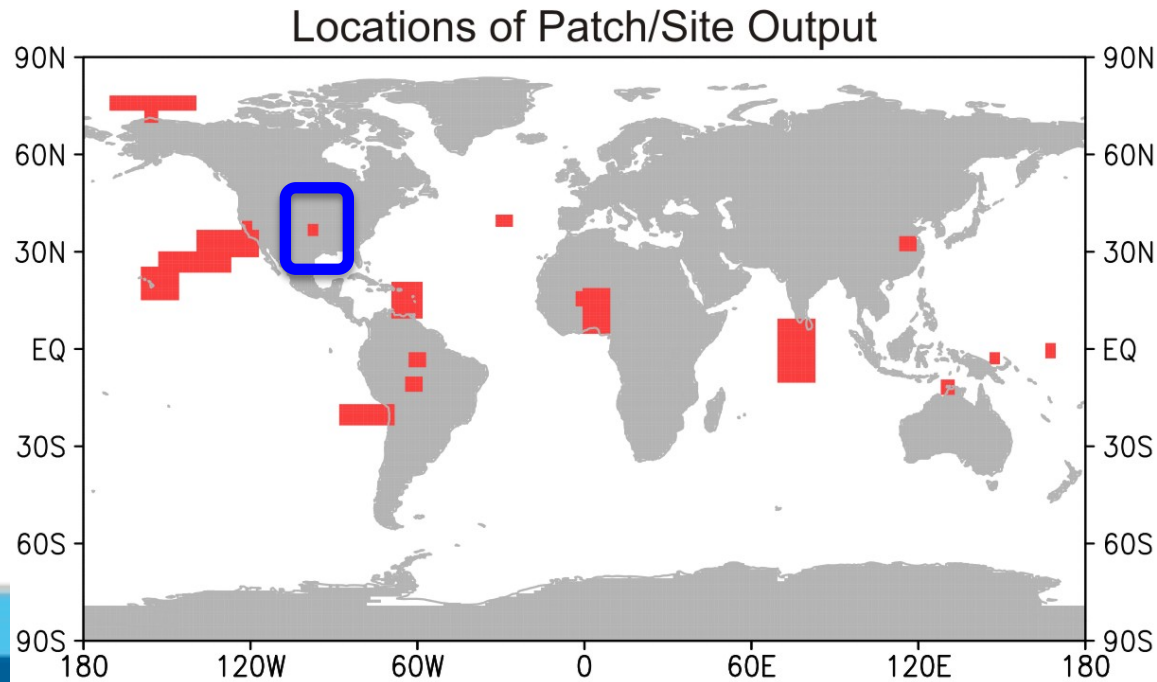 Locations of Patch/Site Output
90N 90N
60N 60N
30N 30N
EQ EQ
30S 30S
60S 60S
90S 90S
180 120W 60W 0 60E 120E 180